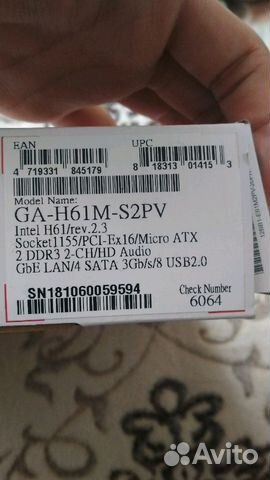 EAN UPC
4 719331 845179 8 18313 01415 3
Model Name:
GA-H61M-S2PV
Intel H61/rev.2.3
Socket1155/PCI-Ex16/Micro ATX
2 DDR3 2-CH/HD Audio
GbE LAN/4 SATA 3Gb/s/8 USB2.0
SN181060059594 Check Number
6064
Avito